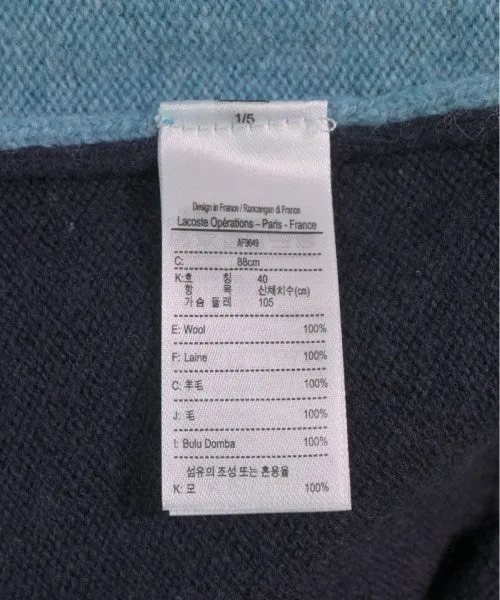 1/5
Design in France / Rancangan di France
Lacoste Opérations – Paris - France
AF9649
C: 88cm
K:호 칭 40
항 목 신체치수(cm)
가슴 둘레 105
E: Wool 100%
F: Laine 100%
C: 羊毛 100%
J: 毛 100%
I: Bulu Domba 100%
섬유의 조성 또는 혼용율
K: 모 100%